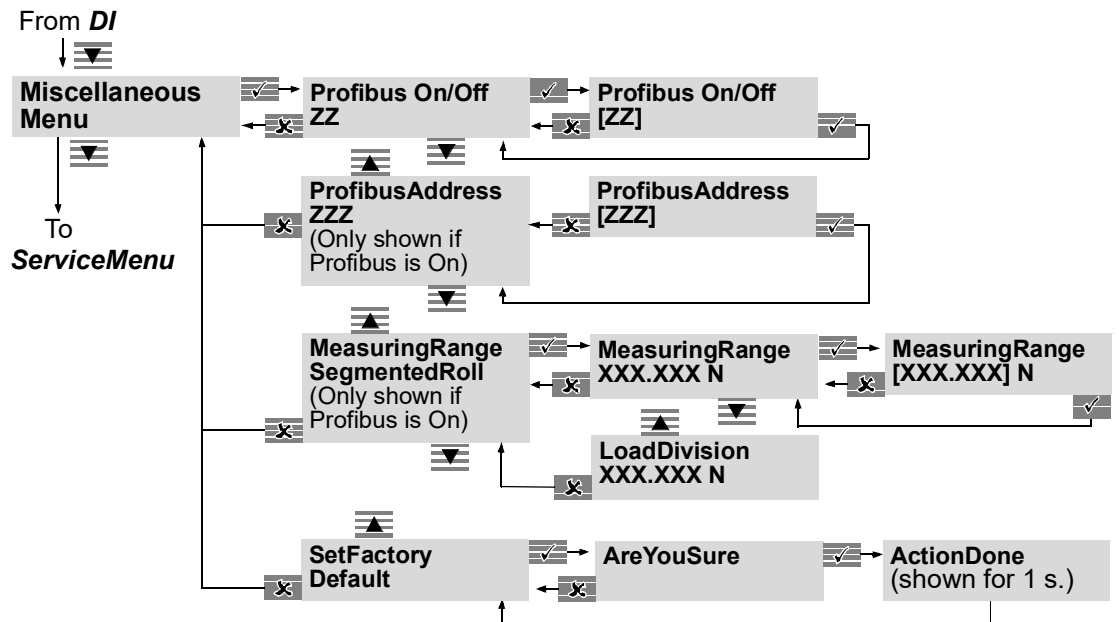 From DI
Miscellaneous
Menu
Profibus On/Off
ZZ
Profibus On/Off
[ZZ]
To
ServiceMenu
ProfibusAddress
ZZZ
(Only shown if
Profibus is On)
ProfibusAddress
[ZZZ]
MeasuringRange
SegmentedRoll
(Only shown if
Profibus is On)
MeasuringRange
XXX.XXX N
MeasuringRange
[XXX.XXX] N
LoadDivision
XXX.XXX N
SetFactory
Default
AreYouSure
ActionDone
(shown for 1 s.)